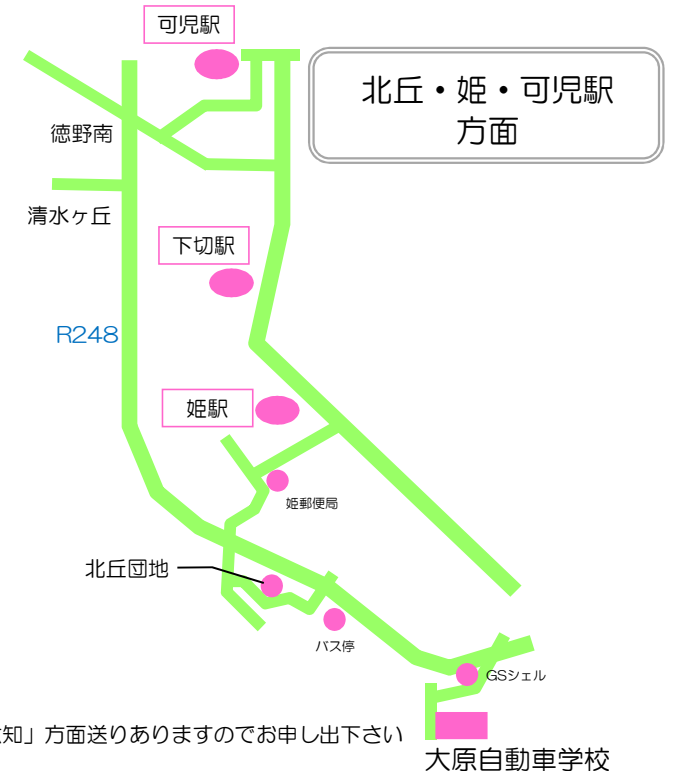 可児駅
北丘・姫・可児駅
方面
徳野南
清水ヶ丘
下切駅
R248
姫駅
姫郵便局
北丘団地
バス停
GSシェル
知」方面送りありますのでお申し出下さい
大原自動車学校